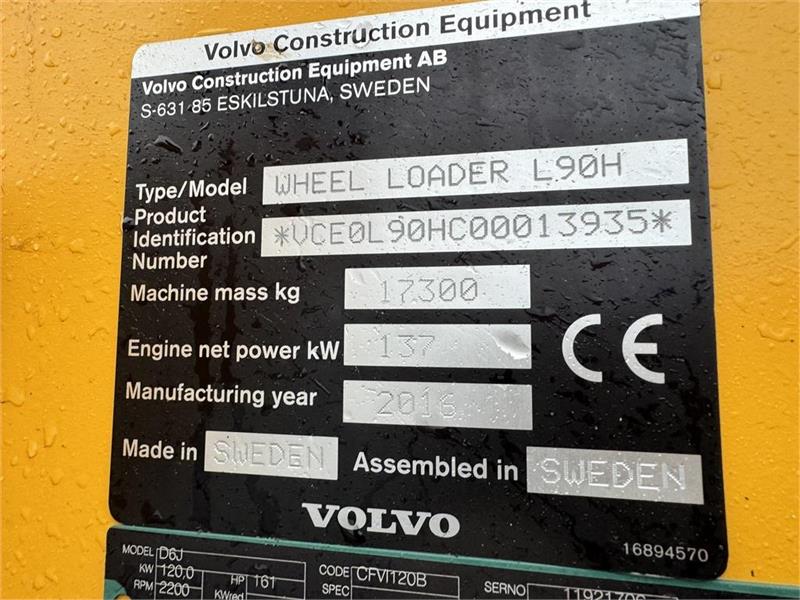 Volvo Construction Equipment
Volvo Construction Equipment AB
S-631 85 ESKILSTUNA, SWEDEN
Type/Model WHEEL LOADER L90H
Product
Identification *VCE0L90HC00013935*
Number
Machine mass kg 17300
Engine net power kW 137
CE
Manufacturing year 2016
Made in SWEDEN Assembled in SWEDEN
VOLVO
16894570
MODEL D6J
KW 120,0 HP 161 CODE CFVI120B
RPM 2200 KWred SPEC SERNO